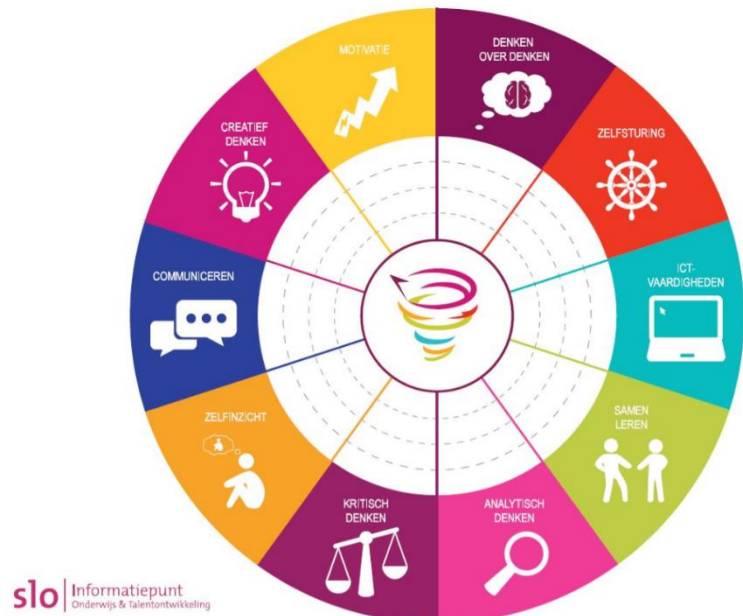 MOTIVATIE
DENKEN
OVER DENKEN
ZELFSTURING
ICT-
VAARDIGHEDEN
SAMEN
LEREN
ANALYTISCH
DENKEN
KRITISCH
DENKEN
ZELFINZICHT
COMMUNICEREN
CREATIEF
DENKEN
slo
Informatiepunt
Onderwijs & Talentontwikkeling